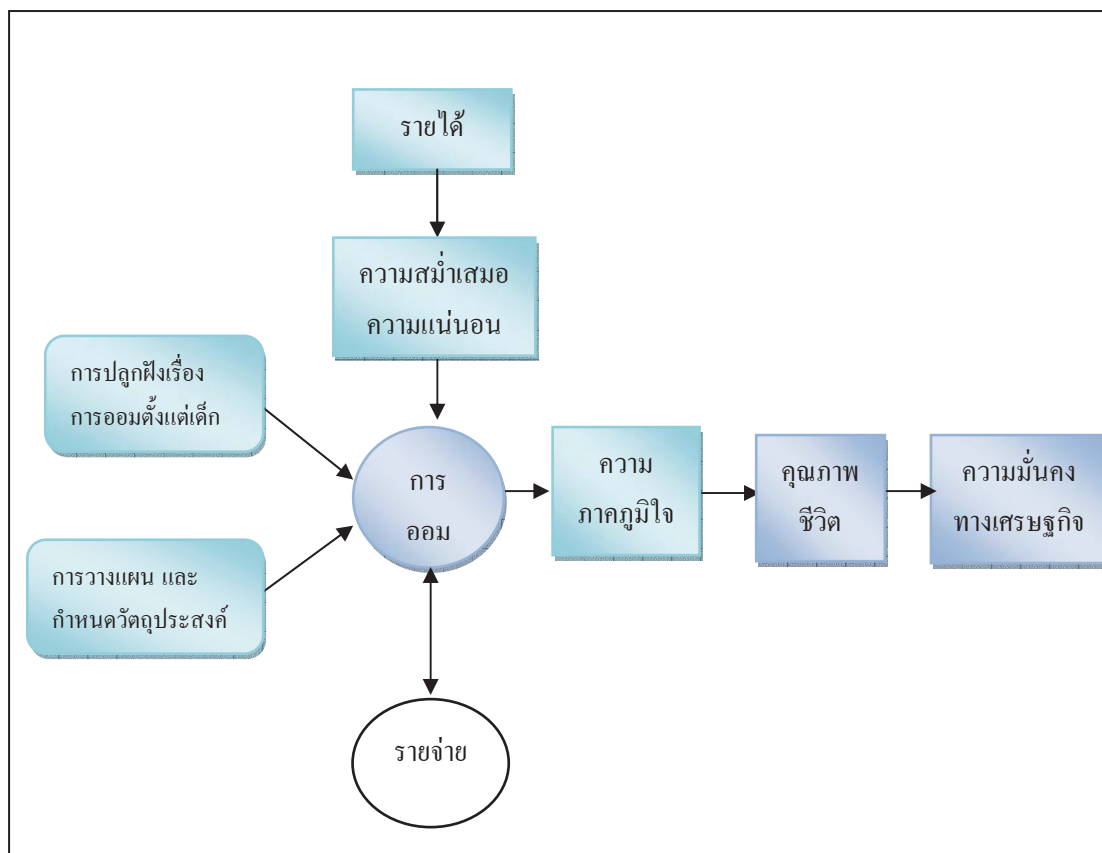 รายได้
ความสม่ำเสมอ
ความแน่นอน
การปลูกฝังเรื่อง
การออมตั้งแต่เด็ก
การวางแผน และ
กำหนดวัตถุประสงค์
การ
ออม
ความ
ภาคภูมิใจ
คุณภาพ
ชีวิต
ความมั่นคง
ทางเศรษฐกิจ
รายจ่าย